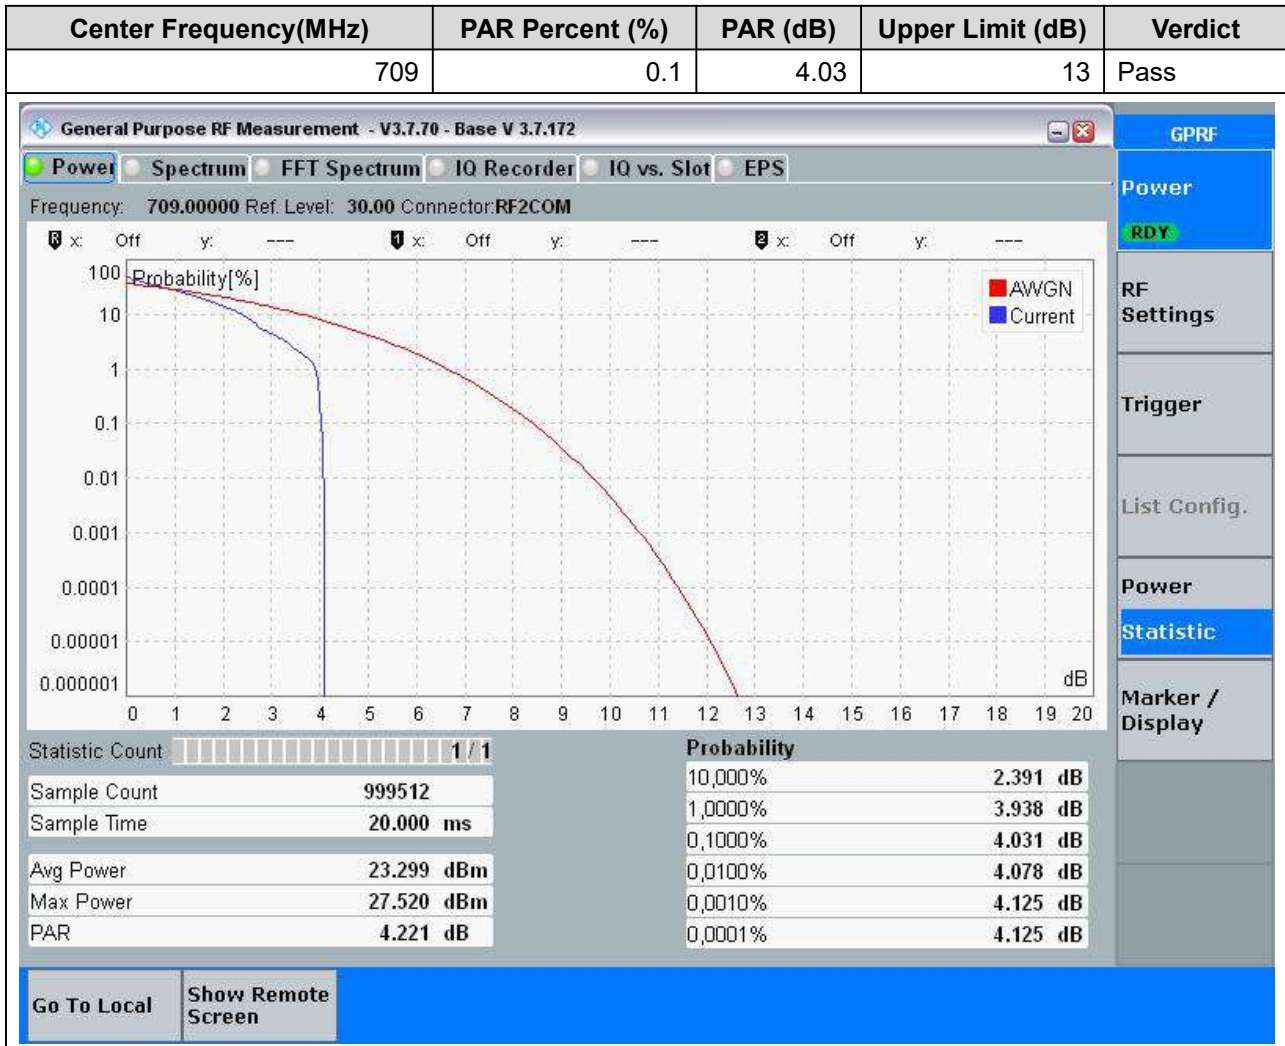 Center Frequency(MHz) PAR Percent (%) PAR (dB) Upper Limit (dB) Verdict
709 0.1 4.03 13 Pass
General Purpose RF Measurement - V3.7.70 - Base V 3.7.172
GPRF
Power Spectrum FFT Spectrum IQ Recorder IQ vs. Slot EPS
Frequency: 709.00000 Ref. Level: 30.00 Connector:RF2COM
R x: Off y: --- 1 x: Off y: --- 2 x: Off y: ---
Probability[%]
AWGN
Current
100
10
1
0.1
0.01
0.001
0.0001
0.00001
0.000001
dB
0 1 2 3 4 5 6 7 8 9 10 11 12 13 14 15 16 17 18 19 20
Statistic Count 1 / 1
Sample Count 999512
Sample Time 20.000 ms
Avg Power 23.299 dBm
Max Power 27.520 dBm
PAR 4.221 dB
Probability
10,000% 2.391 dB
1,0000% 3.938 dB
0,1000% 4.031 dB
0,0100% 4.078 dB
0,0010% 4.125 dB
0,0001% 4.125 dB
Power
RDY
RF
Settings
Trigger
List Config.
Power
Statistic
Marker /
Display
Go To Local
Show Remote
Screen